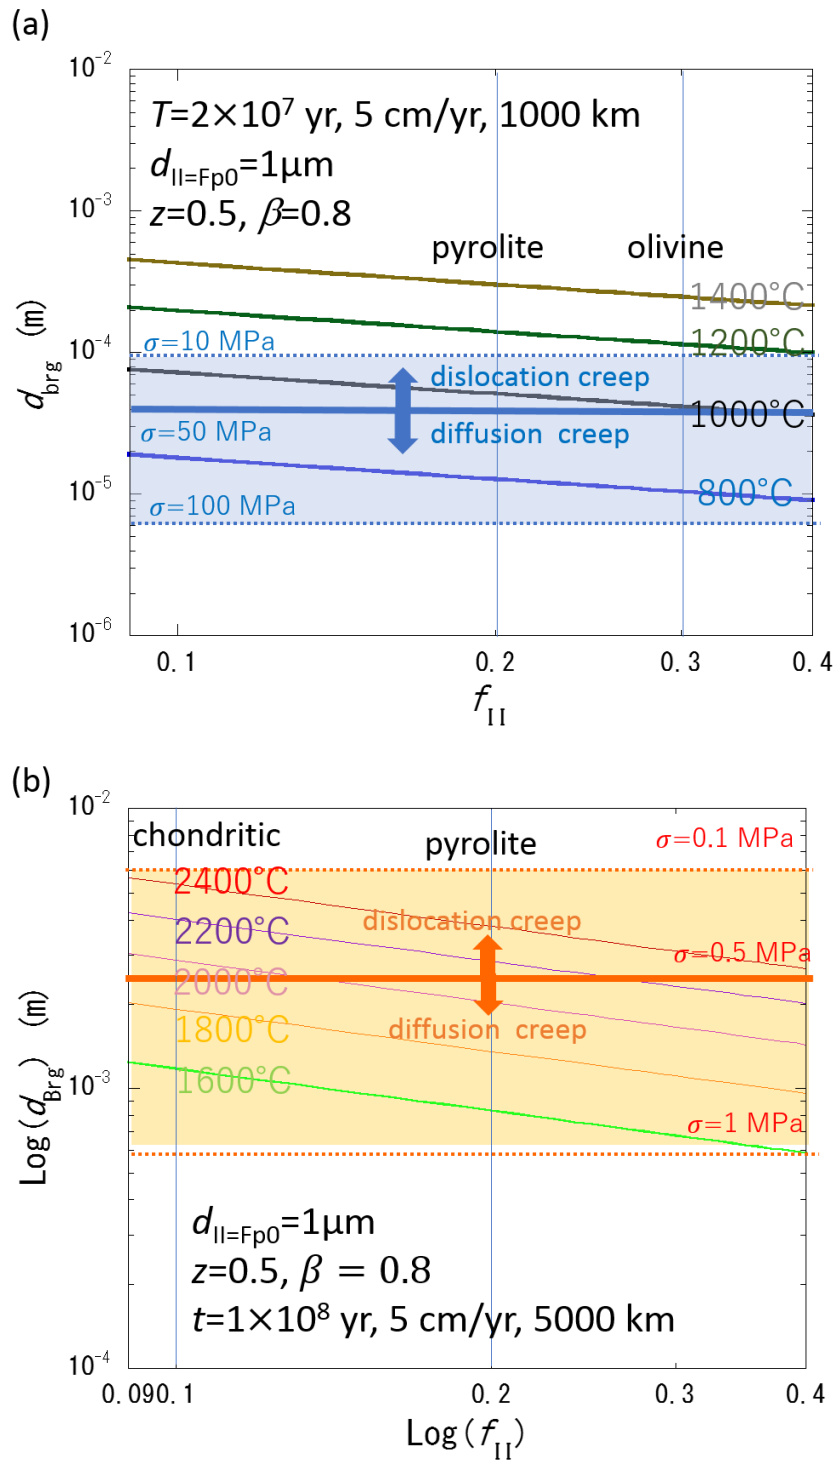 (a)
10⁻²
T=2×10⁷ yr, 5 cm/yr, 1000 km
d_II=Fp0=1μm
z=0.5, β=0.8
10⁻³
pyrolite olivine
1400°C
1200°C
σ=10 MPa
10⁻⁴
dislocation creep
1000°C
σ=50 MPa
diffusion creep
10⁻⁵
800°C
σ=100 MPa
10⁻⁶
d_brg (m)
0.1 0.2 0.3 0.4
f_II
(b)
10⁻²
chondritic pyrolite σ=0.1 MPa
2400°C
dislocation creep
2200°C
σ=0.5 MPa
2000°C
1800°C
diffusion creep
10⁻³
1600°C
σ=1 MPa
d_II=Fp0=1μm
z=0.5, β = 0.8
t=1×10⁸ yr, 5 cm/yr, 5000 km
10⁻⁴
Log(d_Brg) (m)
0.09 0.1 0.2 0.3 0.4
Log(f_II)